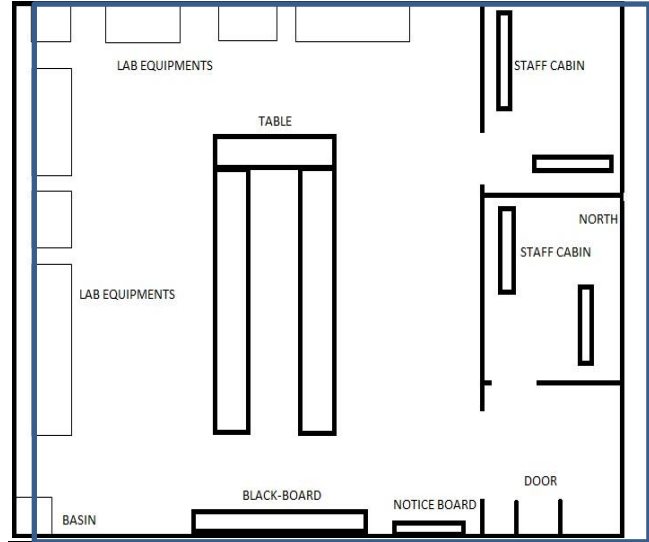 LAB EQUIPMENTS
STAFF CABIN
TABLE
NORTH
STAFF CABIN
LAB EQUIPMENTS
DOOR
BLACK-BOARD
NOTICE BOARD
BASIN